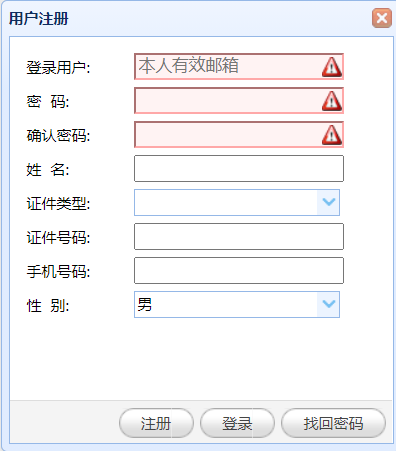 用户注册
登录用户: 本人有效邮箱
密 码:
确认密码:
姓 名:
证件类型:
证件号码:
手机号码:
性 别: 男
注册 登录 找回密码